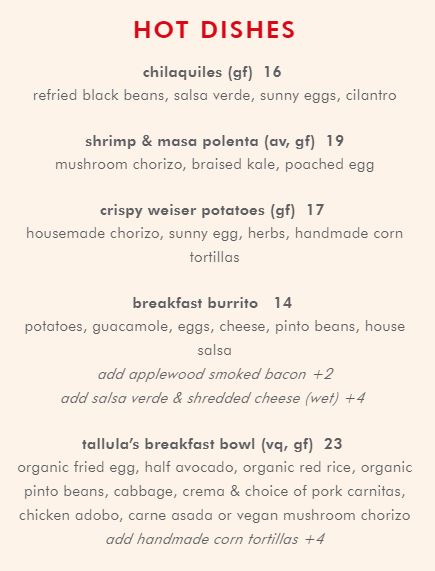 HOT DISHES
chilaquiles (gf) 16
refried black beans, salsa verde, sunny eggs, cilantro
shrimp & masa polenta (av, gf) 19
mushroom chorizo, braised kale, poached egg
crispy weiser potatoes (gf) 17
housemade chorizo, sunny egg, herbs, handmade corn
tortillas
breakfast burrito 14
potatoes, guacamole, eggs, cheese, pinto beans, house
salsa
add applewood smoked bacon +2
add salsa verde & shredded cheese (wet) +4
tallula's breakfast bowl (vq, gf) 23
organic fried egg, half avocado, organic red rice, organic
pinto beans, cabbage, crema & choice of pork carnitas,
chicken adobo, carne asada or vegan mushroom chorizo
add handmade corn tortillas +4